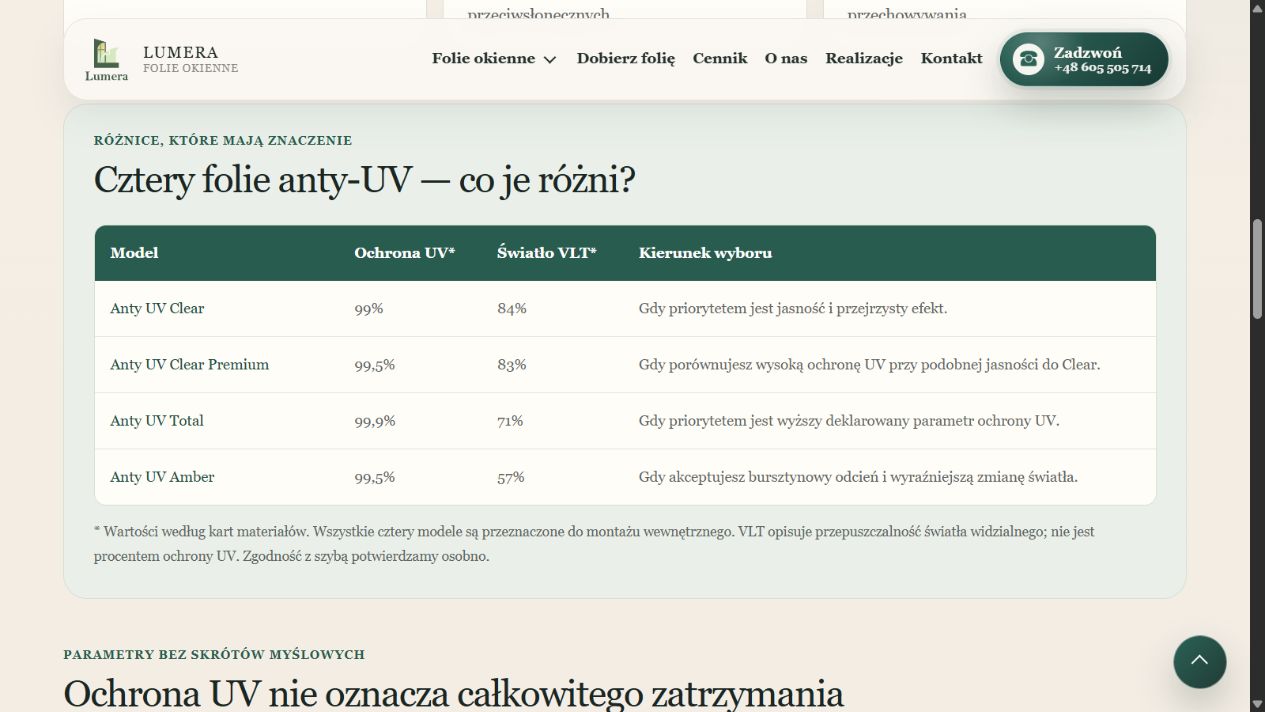 przeciwsłonecznych. przechowywania.
Lumera
LUMERA
FOLIE OKIENNE
Folie okienne Dobierz folię Cennik O nas Realizacje Kontakt
Zadzwoń
+48 605 505 714
RÓŻNICE, KTÓRE MAJĄ ZNACZENIE
Cztery folie anty-UV — co je różni?
Model Ochrona UV* Światło VLT* Kierunek wyboru
Anty UV Clear 99% 84% Gdy priorytetem jest jasność i przejrzysty efekt.
Anty UV Clear Premium 99,5% 83% Gdy porównujesz wysoką ochronę UV przy podobnej jasności do Clear.
Anty UV Total 99,9% 71% Gdy priorytetem jest wyższy deklarowany parametr ochrony UV.
Anty UV Amber 99,5% 57% Gdy akceptujesz bursztynowy odcień i wyraźniejszą zmianę światła.
* Wartości według kart materiałów. Wszystkie cztery modele są przeznaczone do montażu wewnętrznego. VLT opisuje przepuszczalność światła widzialnego; nie jest
procentem ochrony UV. Zgodność z szybą potwierdzamy osobno.
PARAMETRY BEZ SKRÓTÓW MYŚLOWYCH
Ochrona UV nie oznacza całkowitego zatrzymania